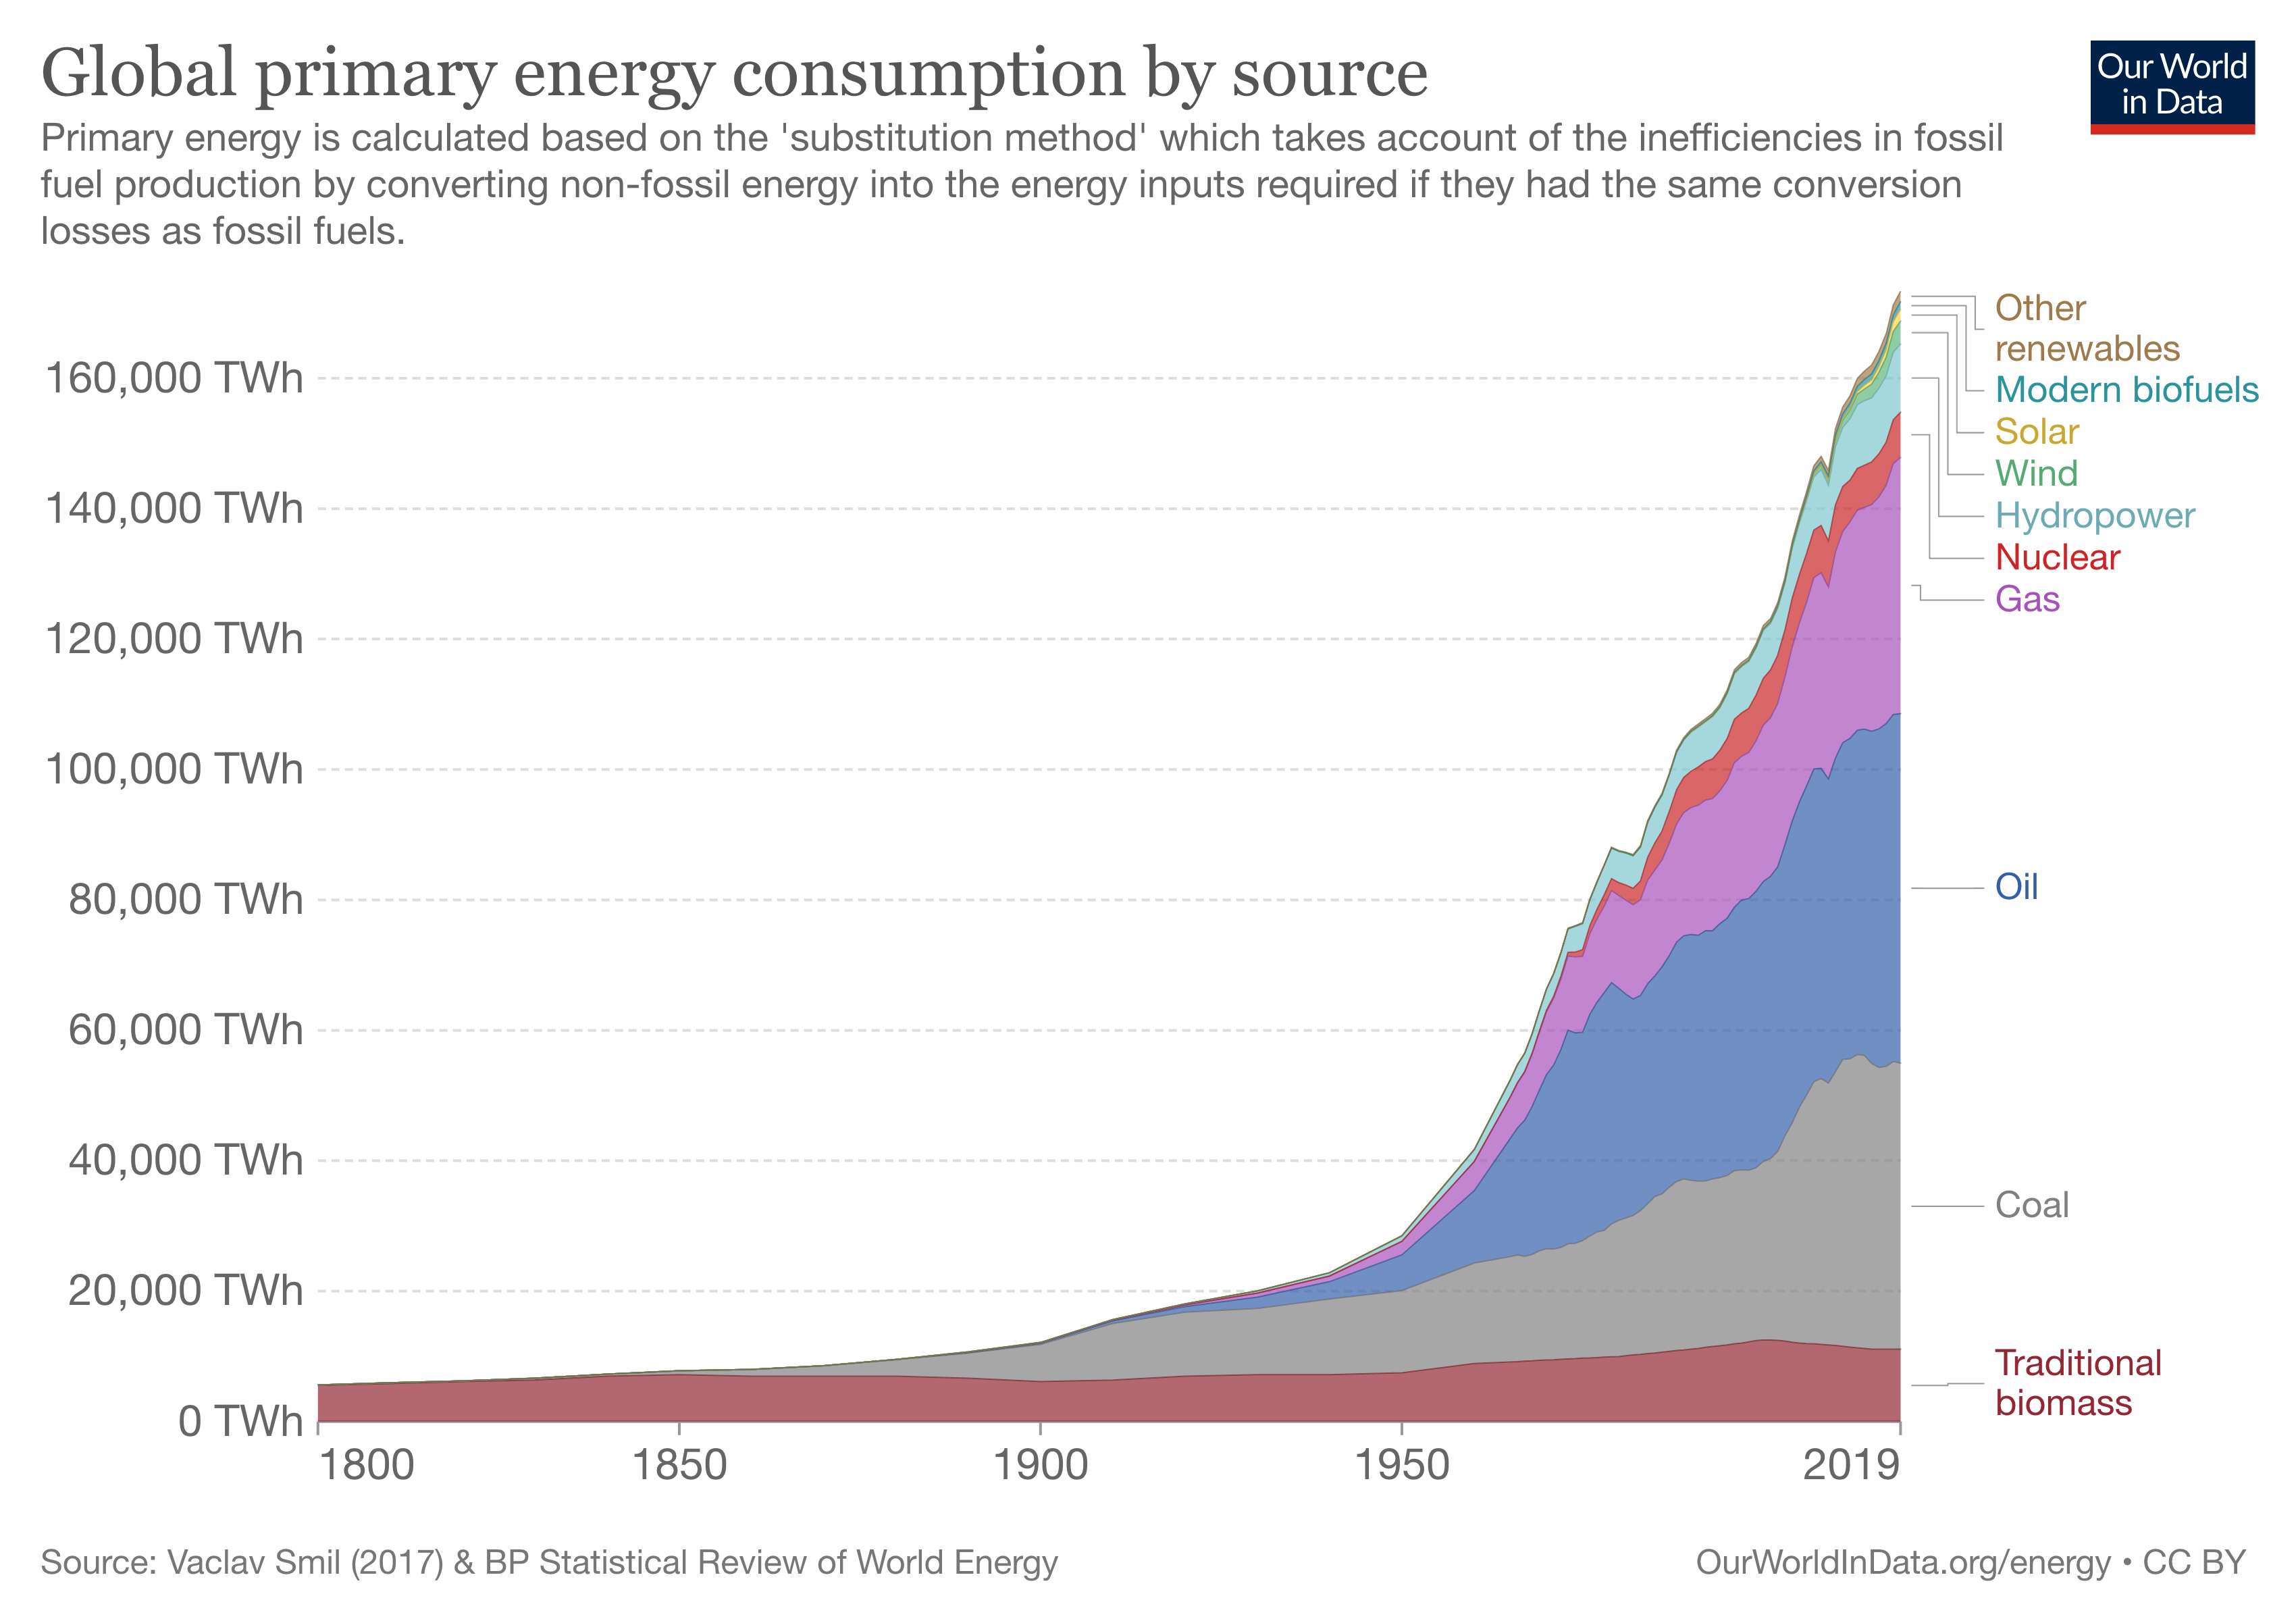 Global primary energy consumption by source
Our World
in Data
Primary energy is calculated based on the 'substitution method' which takes account of the inefficiencies in fossil
fuel production by converting non-fossil energy into the energy inputs required if they had the same conversion
losses as fossil fuels.
160,000 TWh
140,000 TWh
120,000 TWh
100,000 TWh
80,000 TWh
60,000 TWh
40,000 TWh
20,000 TWh
0 TWh
1800
1850
1900
1950
2019
Other
renewables
Modern biofuels
Solar
Wind
Hydropower
Nuclear
Gas
Oil
Coal
Traditional
biomass
Source: Vaclav Smil (2017) & BP Statistical Review of World Energy
OurWorldInData.org/energy • CC BY